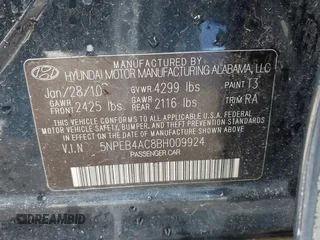 MANUFACTURED BY
HYUNDAI MOTOR MANUFACTURING ALABAMA, LLC
Jan/28/10 GVWR 4299 lbs PAINT T3
GAWR FRONT 2425 lbs. GAWR REAR 2116 lbs TRIM RA
THIS VEHICLE CONFORMS TO ALL APPLICABLE U.S.A FEDERAL
MOTOR VEHICLE SAFETY, BUMPER, AND THEFT PREVENTION
STANDARDS IN EFFECT ON THE DATE OF MANUFACTURE SHOWN ABOVE.
V.I.N 5NPEB4AC8BH009924
PASSENGER CAR
DREAMBID